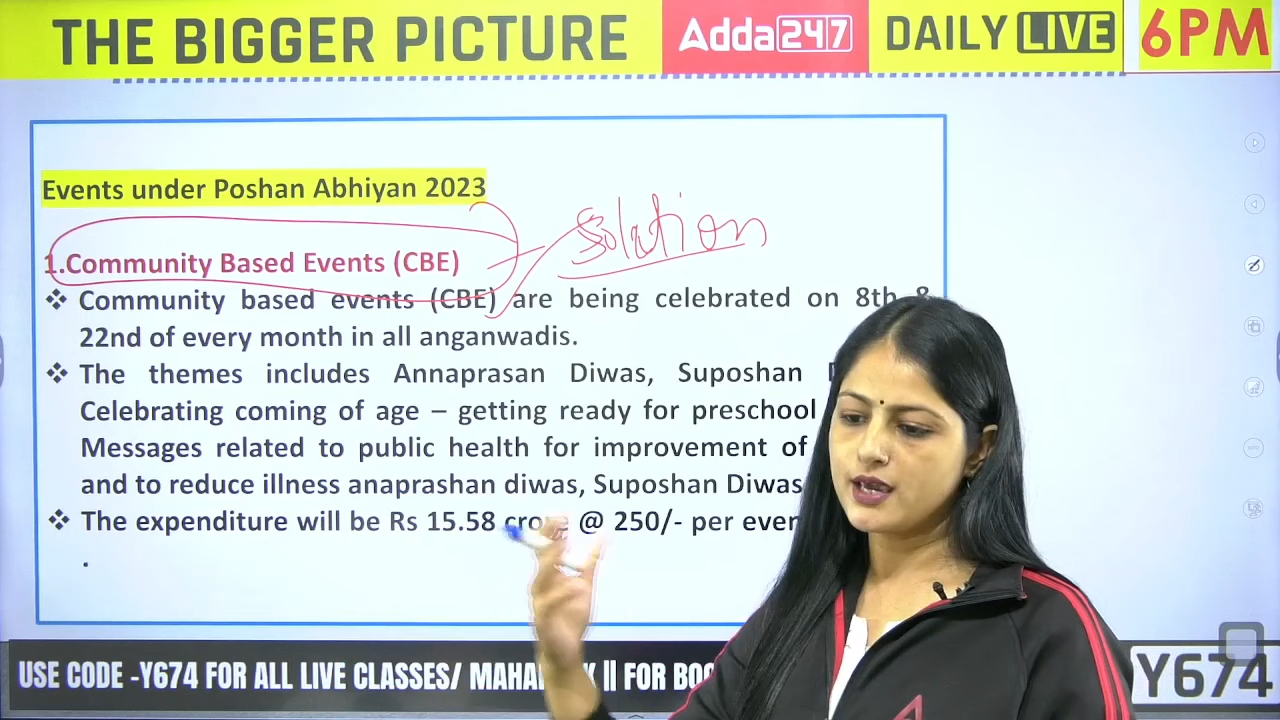 THE BIGGER PICTURE Adda247 DAILY LIVE 6PM
Events under Poshan Abhiyan 2023
solution
1.Community Based Events (CBE)
❖ Community based events (CBE) are being celebrated on 8th &
22nd of every month in all anganwadis.
❖ The themes includes Annaprasan Diwas, Suposhan
Celebrating coming of age – getting ready for preschool
Messages related to public health for improvement of
and to reduce illness anaprashan diwas, Suposhan Diwas
❖ The expenditure will be Rs 15.58 crore @ 250/- per
.
USE CODE -Y674 FOR ALL LIVE CLASSES/ || FOR
Y674